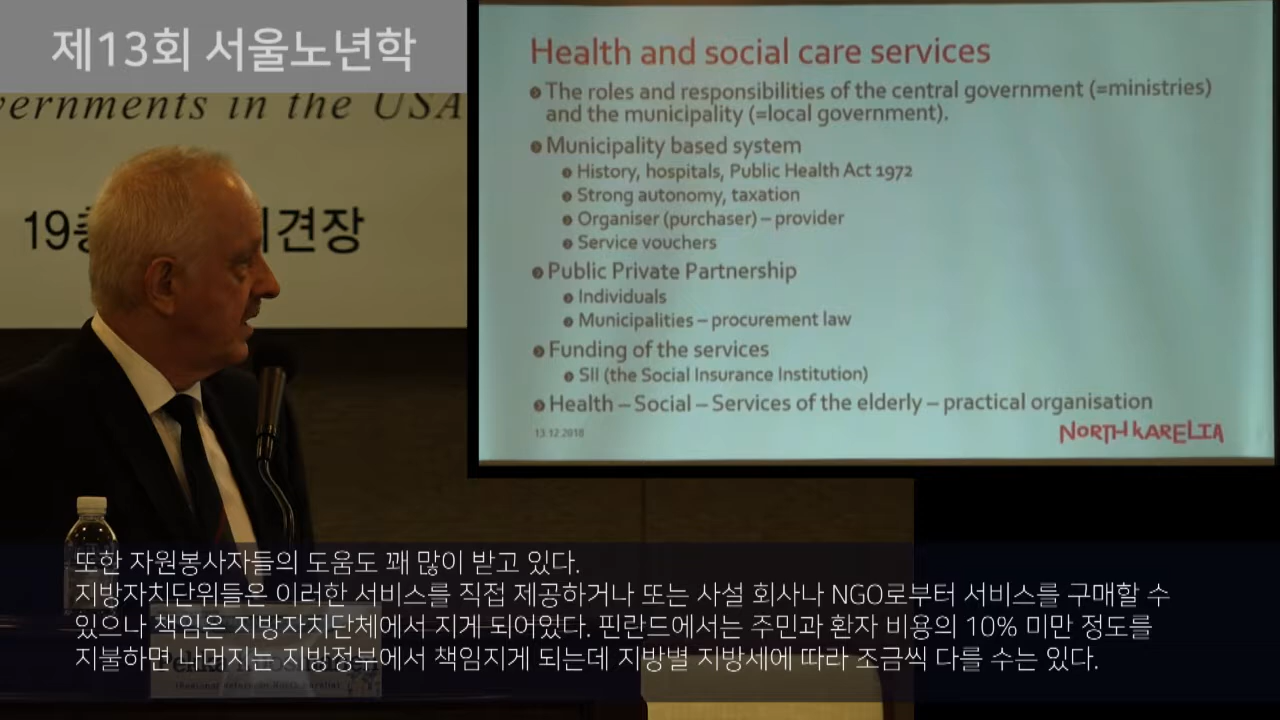 제13회 서울노년학
ernments in the USA
19층
견장
Health and social care services
The roles and responsibilities of the central government (=ministries)
and the municipality (=local government).
Municipality based system
History, hospitals, Public Health Act 1972
Strong autonomy, taxation
Organiser (purchaser) – provider
Service vouchers
Public Private Partnership
Individuals
Municipalities – procurement law
Funding of the services
SII (the Social Insurance Institution)
Health – Social – Services of the elderly – practical organisation
13.12.2018
NORTH KARELIA
또한 자원봉사자들의 도움도 꽤 많이 받고 있다.
지방자치단위들은 이러한 서비스를 직접 제공하거나 또는 사설 회사나 NGO로부터 서비스를 구매할 수
있으나 책임은 지방자치단체에서 지게 되어있다. 핀란드에서는 주민과 환자 비용의 10% 미만 정도를
지불하면 나머지는 지방정부에서 책임지게 되는데 지방별 지방세에 따라 조금씩 다를 수는 있다.